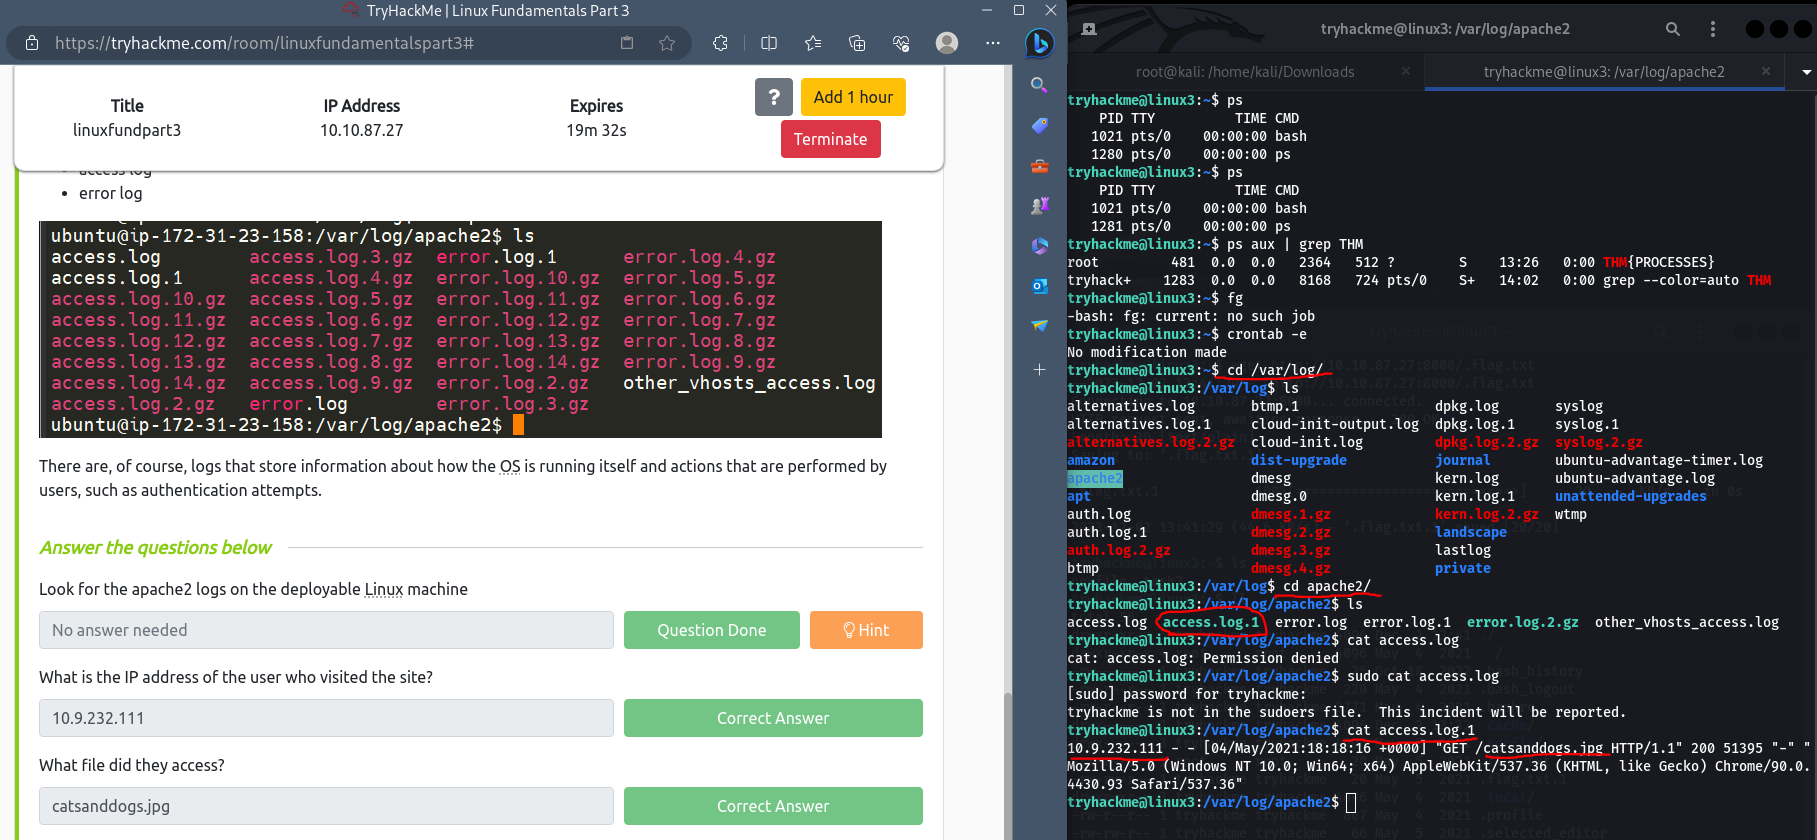 TryHackMe | Linux Fundamentals Part 3
https://tryhackme.com/room/linuxfundamentalspart3#
Title IP Address Expires
linuxfundpart3 10.10.87.27 19m 32s
? Add 1 hour
Terminate
access log
error log
ubuntu@ip-172-31-23-158:/var/log/apache2$ ls
access.log access.log.3.gz error.log.1 error.log.4.gz
access.log.1 access.log.4.gz error.log.10.gz error.log.5.gz
access.log.10.gz access.log.5.gz error.log.11.gz error.log.6.gz
access.log.11.gz access.log.6.gz error.log.12.gz error.log.7.gz
access.log.12.gz access.log.7.gz error.log.13.gz error.log.8.gz
access.log.13.gz access.log.8.gz error.log.14.gz error.log.9.gz
access.log.14.gz access.log.9.gz error.log.2.gz other_vhosts_access.log
access.log.2.gz error.log error.log.3.gz
ubuntu@ip-172-31-23-158:/var/log/apache2$
There are, of course, logs that store information about how the OS is running itself and actions that are performed by
users, such as authentication attempts.
Answer the questions below
Look for the apache2 logs on the deployable Linux machine
No answer needed Question Done Hint
What is the IP address of the user who visited the site?
10.9.232.111 Correct Answer
What file did they access?
catsanddogs.jpg Correct Answer
tryhackme@linux3: /var/log/apache2
root@kali: /home/kali/Downloads × tryhackme@linux3: /var/log/apache2 ×
tryhackme@linux3:~$ ps
PID TTY TIME CMD
1021 pts/0 00:00:00 bash
1280 pts/0 00:00:00 ps
tryhackme@linux3:~$ ps
PID TTY TIME CMD
1021 pts/0 00:00:00 bash
1281 pts/0 00:00:00 ps
tryhackme@linux3:~$ ps aux | grep THM
root 481 0.0 0.0 2364 512 ? S 13:26 0:00 THM{PROCESSES}
tryhack+ 1283 0.0 0.0 8168 724 pts/0 S+ 14:02 0:00 grep --color=auto THM
tryhackme@linux3:~$ fg
-bash: fg: current: no such job
tryhackme@linux3:~$ crontab -e
No modification made
tryhackme@linux3:~$ cd /var/log/
tryhackme@linux3:/var/log$ ls
alternatives.log btmp.1 dpkg.log syslog
alternatives.log.1 cloud-init-output.log dpkg.log.1 syslog.1
alternatives.log.2.gz cloud-init.log dpkg.log.2.gz syslog.2.gz
amazon dist-upgrade journal ubuntu-advantage-timer.log
apache2 dmesg kern.log ubuntu-advantage.log
apt dmesg.0 kern.log.1 unattended-upgrades
auth.log dmesg.1.gz kern.log.2.gz wtmp
auth.log.1 dmesg.2.gz landscape
auth.log.2.gz dmesg.3.gz lastlog
btmp dmesg.4.gz private
tryhackme@linux3:/var/log$ cd apache2/
tryhackme@linux3:/var/log/apache2$ ls
access.log access.log.1 error.log error.log.1 error.log.2.gz other_vhosts_access.log
tryhackme@linux3:/var/log/apache2$ cat access.log
cat: access.log: Permission denied
tryhackme@linux3:/var/log/apache2$ sudo cat access.log
[sudo] password for tryhackme:
tryhackme is not in the sudoers file. This incident will be reported.
tryhackme@linux3:/var/log/apache2$ cat access.log.1
10.9.232.111 - - [04/May/2021:18:18:16 +0000] "GET /catsanddogs.jpg HTTP/1.1" 200 51395 "-" "
Mozilla/5.0 (Windows NT 10.0; Win64; x64) AppleWebKit/537.36 (KHTML, like Gecko) Chrome/90.0.
4430.93 Safari/537.36"
tryhackme@linux3:/var/log/apache2$